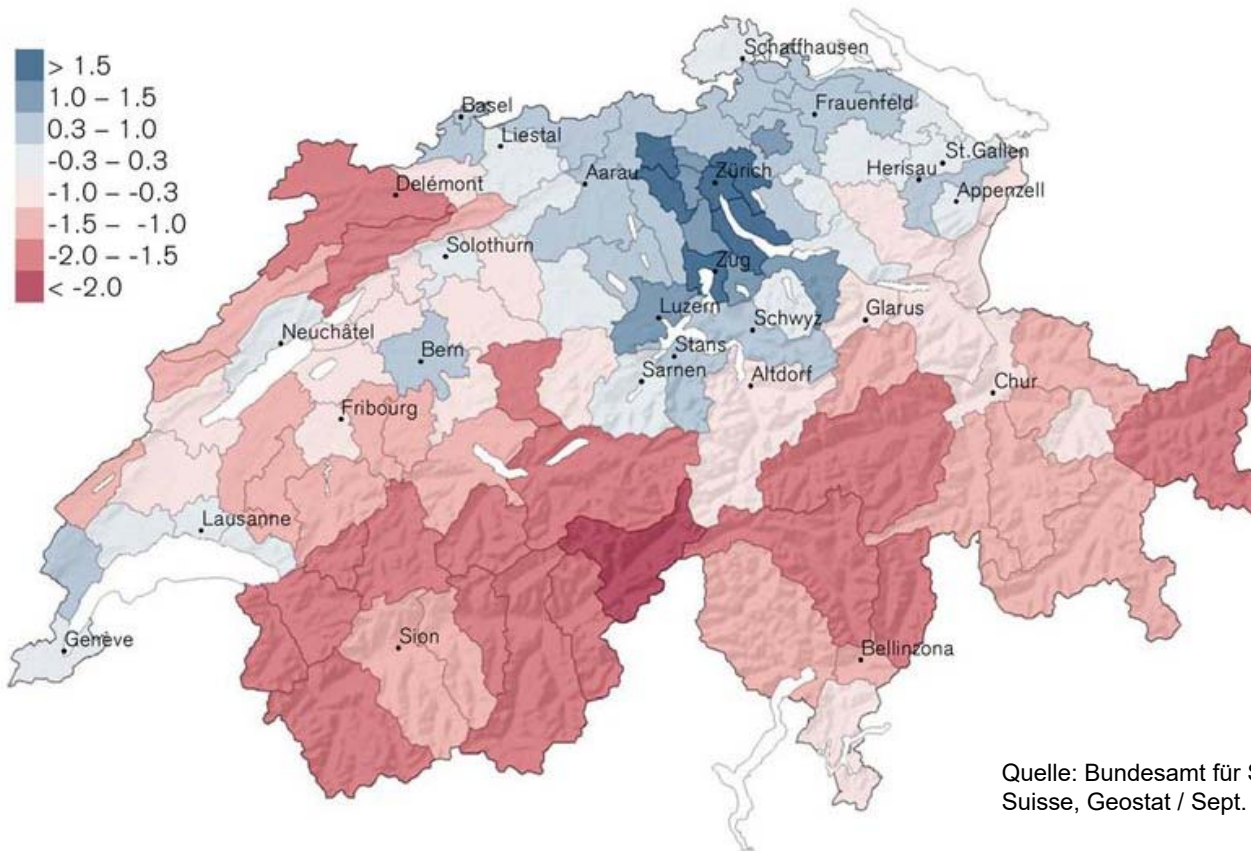 > 1.5
1.0 – 1.5
0.3 – 1.0
-0.3 – 0.3
-1.0 – -0.3
-1.5 – -1.0
-2.0 – -1.5
< -2.0
Schaffhausen
Basel
Frauenfeld
Liestal
St.Gallen
Herisau
Aarau
Zürich
Delémont
Appenzell
Solothurn
Zug
Luzern
Glarus
Schwyz
Neuchâtel
Stans
Bern
Sarnen
Altdorf
Chur
Fribourg
Lausanne
Genève
Sion
Bellinzona
Quelle: Bundesamt für S
Suisse, Geostat / Sept.